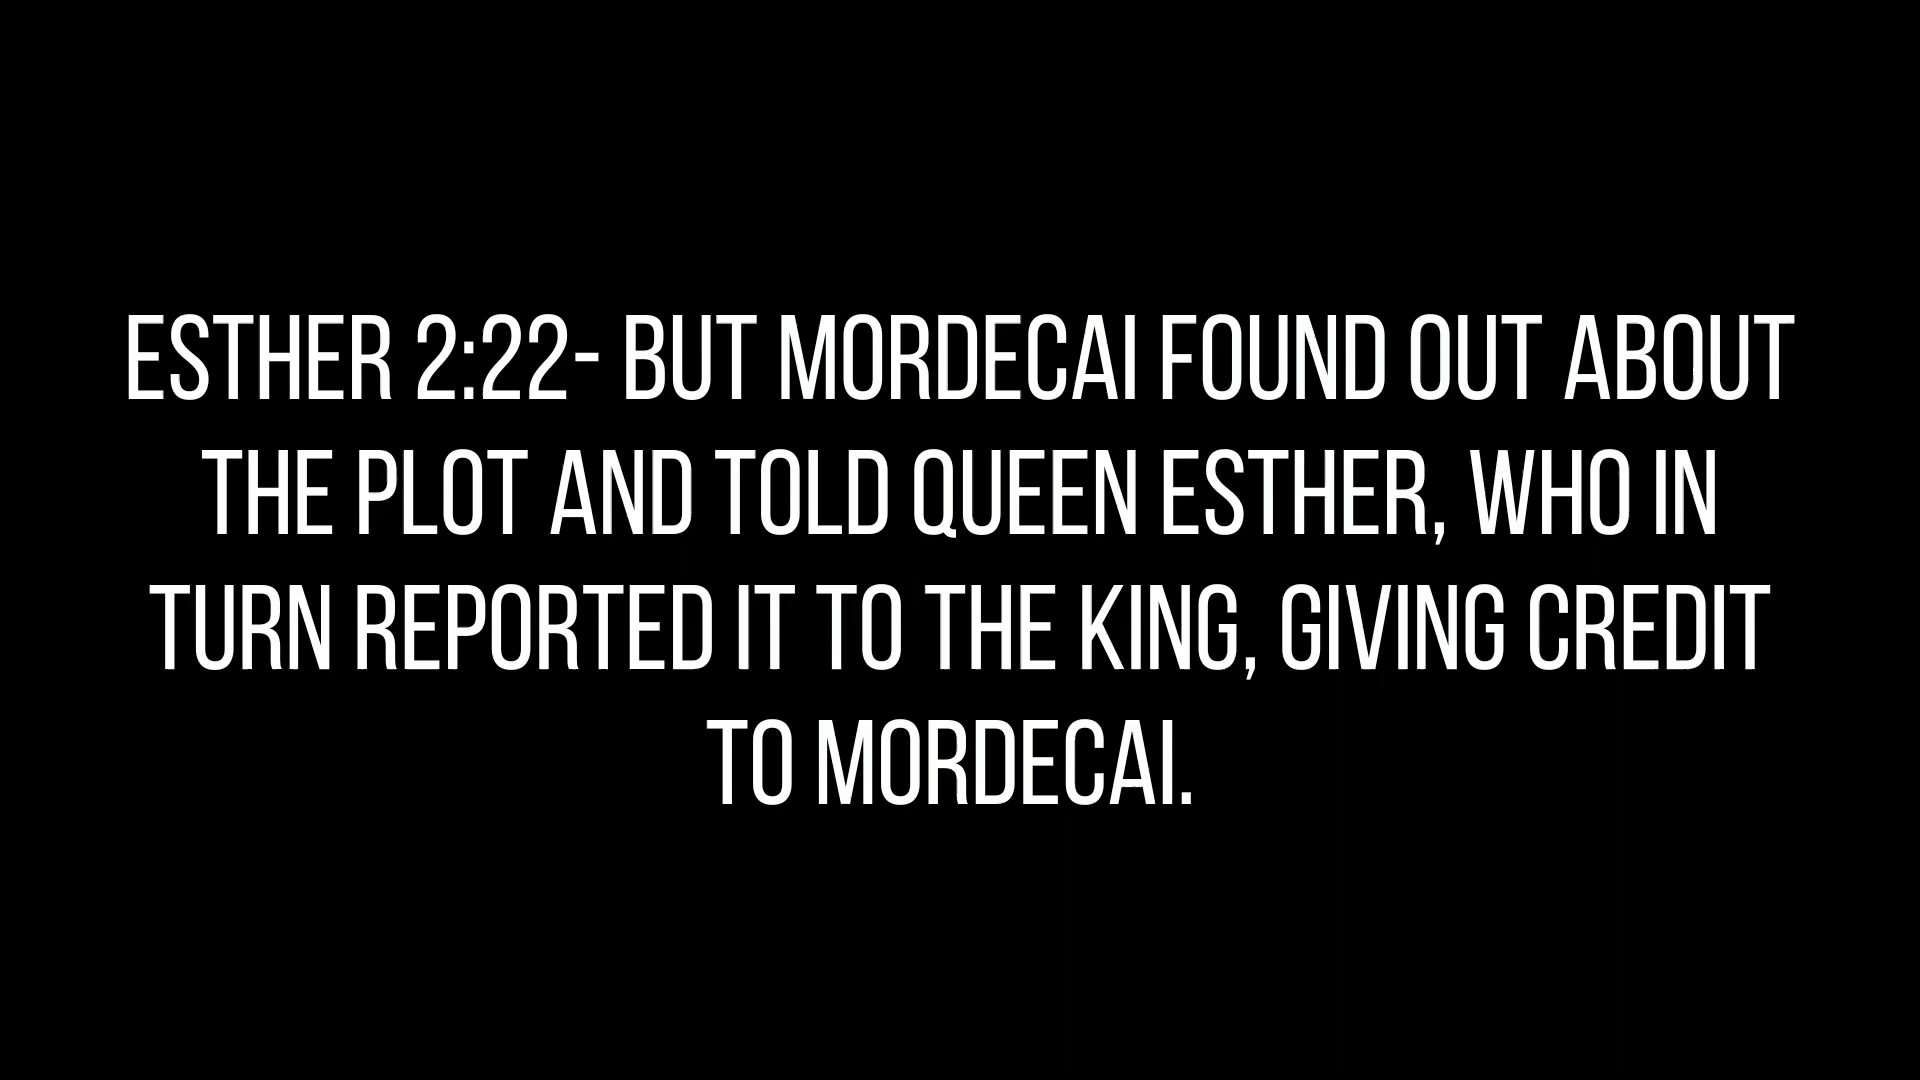 ESTHER 2:22- BUT MORDECAI FOUND OUT ABOUT
THE PLOT AND TOLD QUEEN ESTHER, WHO IN
TURN REPORTED IT TO THE KING, GIVING CREDIT
TO MORDECAI.